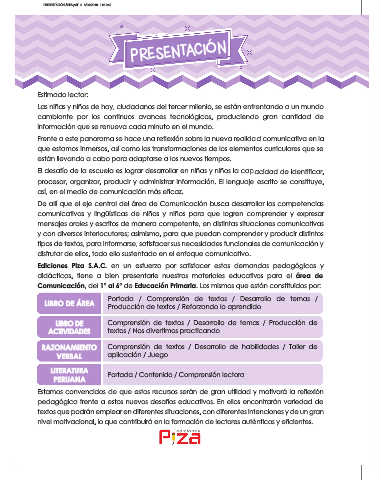 PRESENTACIÓN
Estimado lector:
Las niñas y niños de hoy, ciudadanos del tercer milenio, se están enfrentando a un mundo
cambiante por los continuos avances tecnológicos, produciendo gran cantidad de
información que se renueva cada minuto en el mundo.
Frente a este panorama se hace una reflexión sobre la nueva realidad comunicativa en la
que estamos inmersos, así como las transformaciones de los elementos curriculares que se
están llevando a cabo para adaptarse a los nuevos tiempos.
El desafío de la escuela es lograr desarrollar en niñas y niños la capacidad de identificar,
procesar, organizar, producir y administrar información. El lenguaje escrito se constituye,
así, en el medio de comunicación más eficaz.
De allí que el eje central del área de Comunicación busca desarrollar las competencias
comunicativas y lingüísticas de niñas y niños para que logren comprender y expresar
mensajes orales y escritos de manera competente, en distintas situaciones comunicativas
y con diversos interlocutores; asimismo, para que puedan comprender y producir distintos
tipos de textos, para informarse, satisfacer sus necesidades funcionales de comunicación y
disfrutar de ellos, todo ello sustentado en el enfoque comunicativo.
Ediciones Piza S.A.C. en un esfuerzo por satisfacer estas demandas pedagógicas y
didácticas, tiene a bien presentarle nuestros materiales educativos para el área de
Comunicación, del 1° al 6° de Educación Primaria. Los mismos que están constituidos por:
LIBRO DE ÁREA
Portada / Comprensión de textos / Desarrollo de temas /
Producción de textos / Reforzando lo aprendido
LIBRO DE
ACTIVIDADES
Comprensión de textos / Desarrollo de temas / Producción de
textos / Nos divertimos practicando
RAZONAMIENTO
VERBAL
Comprensión de textos / Desarrollo de habilidades / Taller de
aplicación / Juego
LITERATURA
PERUANA
Portada / Contenido / Comprensión lectora
Estamos convencidos de que estos recursos serán de gran utilidad y motivará la reflexión
pedagógica frente a estos nuevos desafíos educativos. En ellos encontrarán variedad de
textos que podrán emplear en diferentes situaciones, con diferentes intenciones y de un gran
nivel motivacional, lo que contribuirá en la formación de lectores auténticos y eficientes.
Piza